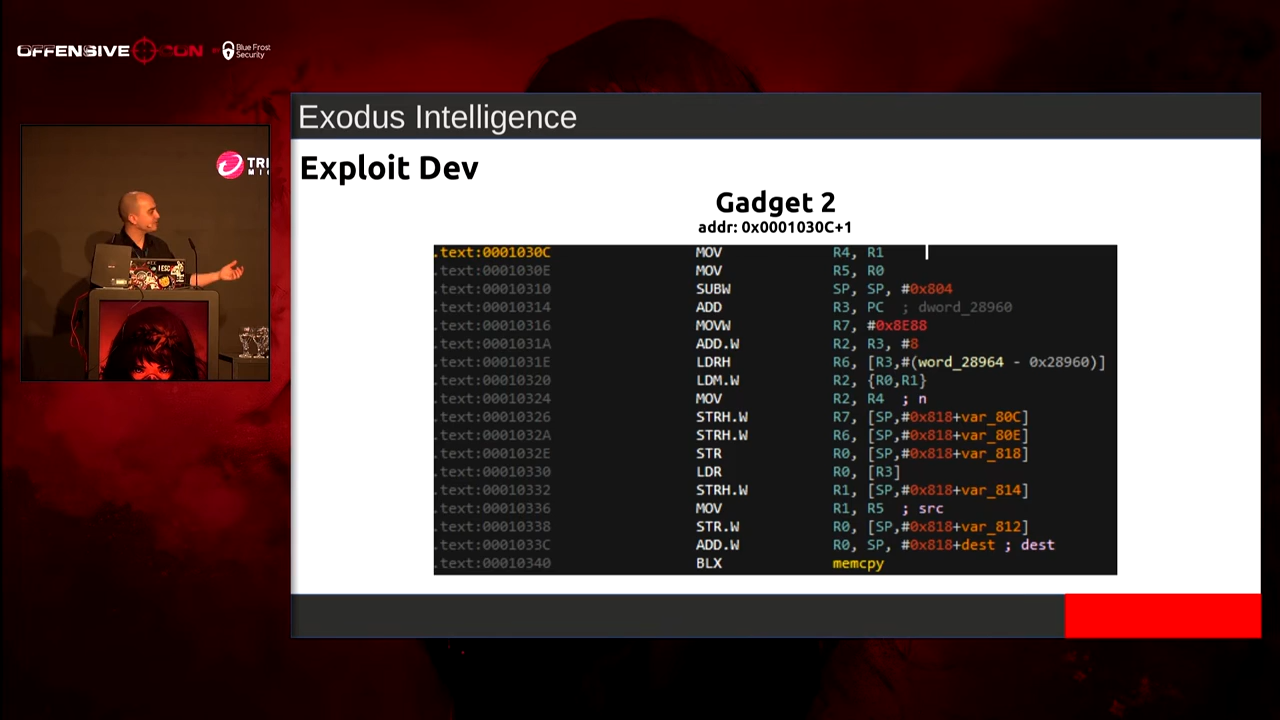 OFFENSIVE CON
Blue Frost
Security
TRE
MIC
Exodus Intelligence
Exploit Dev
Gadget 2
addr: 0x0001030C+1
.text:0001030C MOV R4, R1
.text:0001030E MOV R5, R0
.text:00010310 SUBW SP, SP, #0x804
.text:00010314 ADD R3, PC ; dword_28960
.text:00010316 MOVW R7, #0x8E88
.text:0001031A ADD.W R2, R3, #8
.text:0001031E LDRH R6, [R3,#(word_28964 - 0x28960)]
.text:00010320 LDM.W R2, {R0,R1}
.text:00010324 MOV R2, R4 ; n
.text:00010326 STRH.W R7, [SP,#0x818+var_80C]
.text:0001032A STRH.W R6, [SP,#0x818+var_80E]
.text:0001032E STR R0, [SP,#0x818+var_818]
.text:00010330 LDR R0, [R3]
.text:00010332 STRH.W R1, [SP,#0x818+var_814]
.text:00010336 MOV R1, R5 ; src
.text:00010338 STR.W R0, [SP,#0x818+var_812]
.text:0001033C ADD.W R0, SP, #0x818+dest ; dest
.text:00010340 BLX memcpy